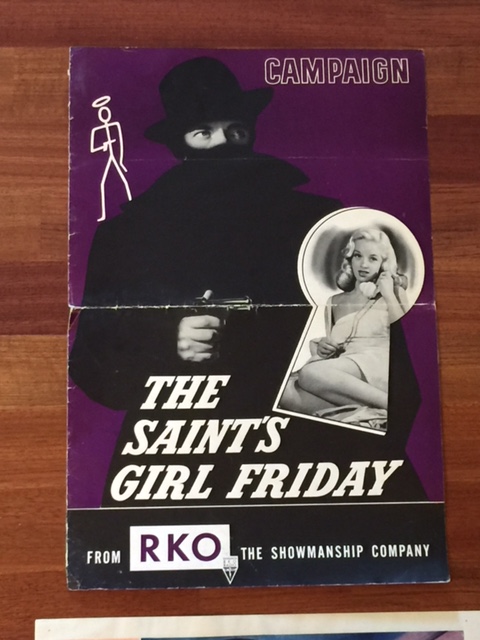 CAMPAIGN
THE
SAINT'S
GIRL FRIDAY
FROM RKO THE SHOWMANSHIP COMPANY